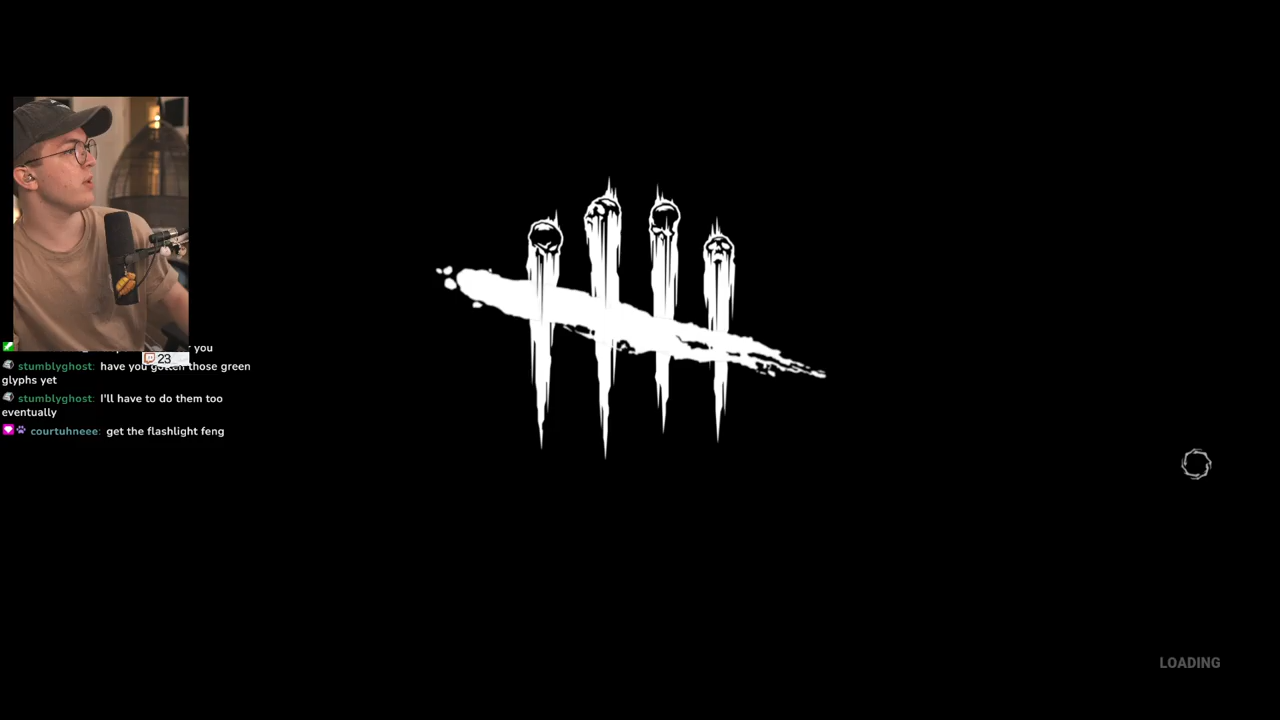 r you
23
stumblyghost: have you gotten those green
glyphs yet
stumblyghost: I'll have to do them too
eventually
courtuhneee: get the flashlight feng
LOADING